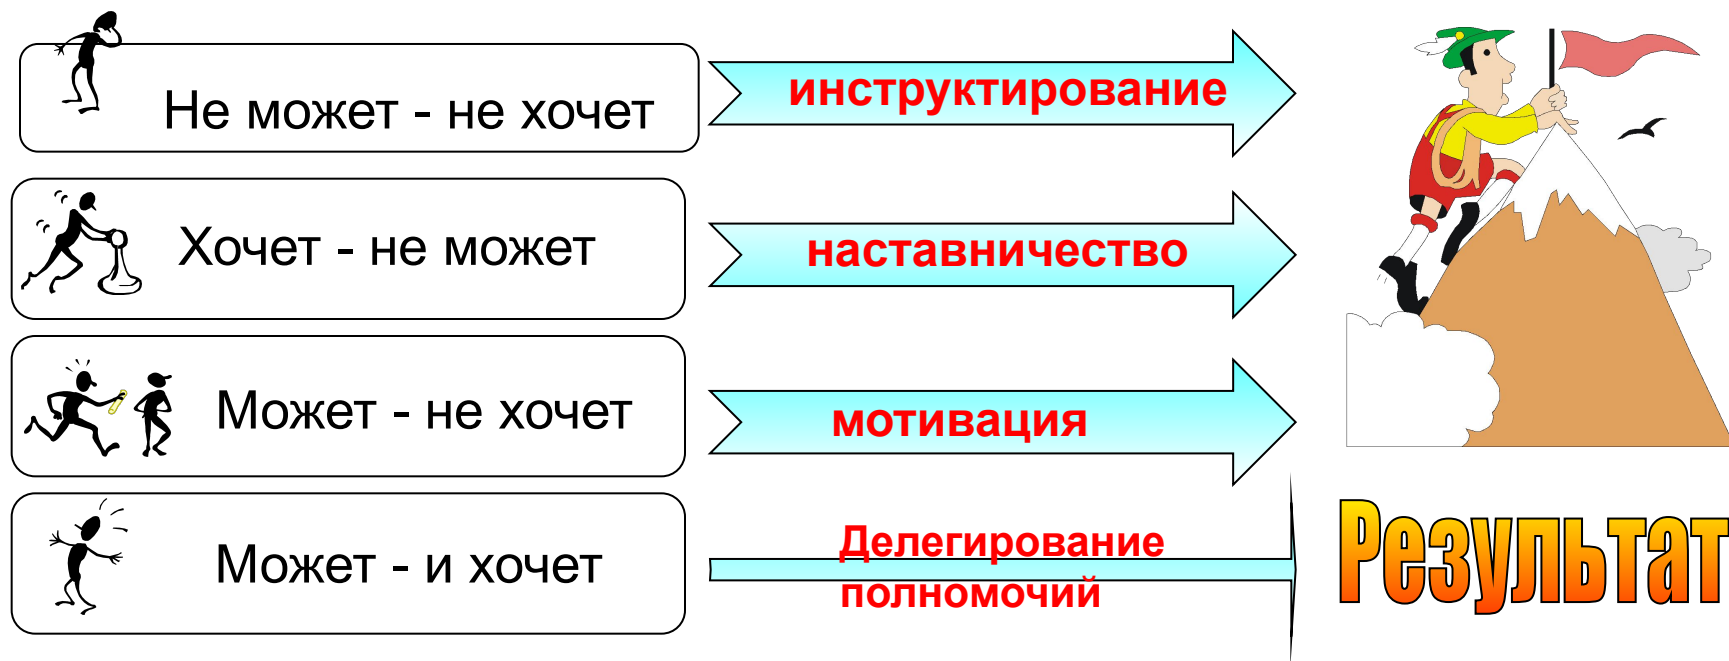 Не может - не хочет
инструктирование
Хочет - не может
наставничество
Может - не хочет
мотивация
Может - и хочет
Делегирование
полномочий
Результат